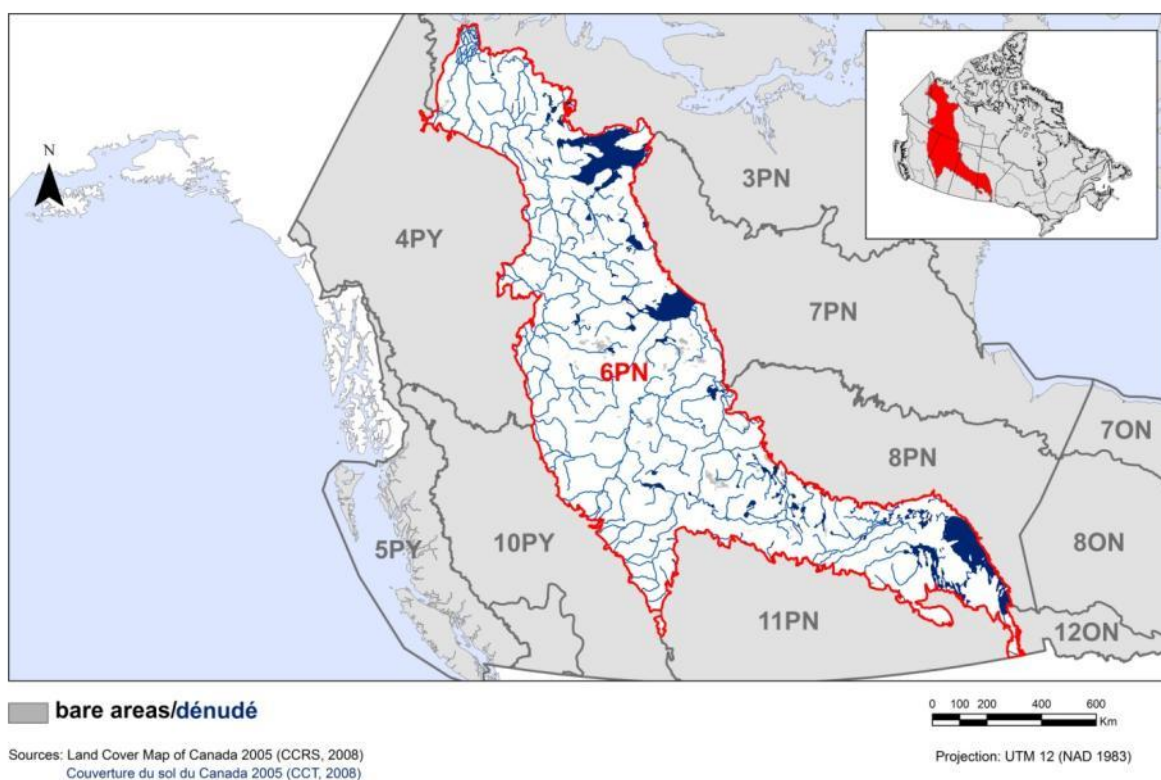 N
3PN
4PY
7PN
6PN
8PN
7ON
5PY
10PY
8ON
11PN
12ON
bare areas/dénudé
0 100 200 400 600
Km
Sources: Land Cover Map of Canada 2005 (CCRS, 2008)
Couverture du sol du Canada 2005 (CCT, 2008)
Projection: UTM 12 (NAD 1983)